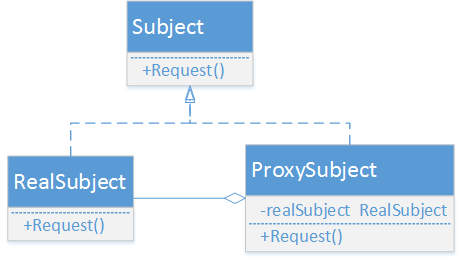 Subject
+Request()
RealSubject
+Request()
ProxySubject
-realSubject RealSubject
+Request()